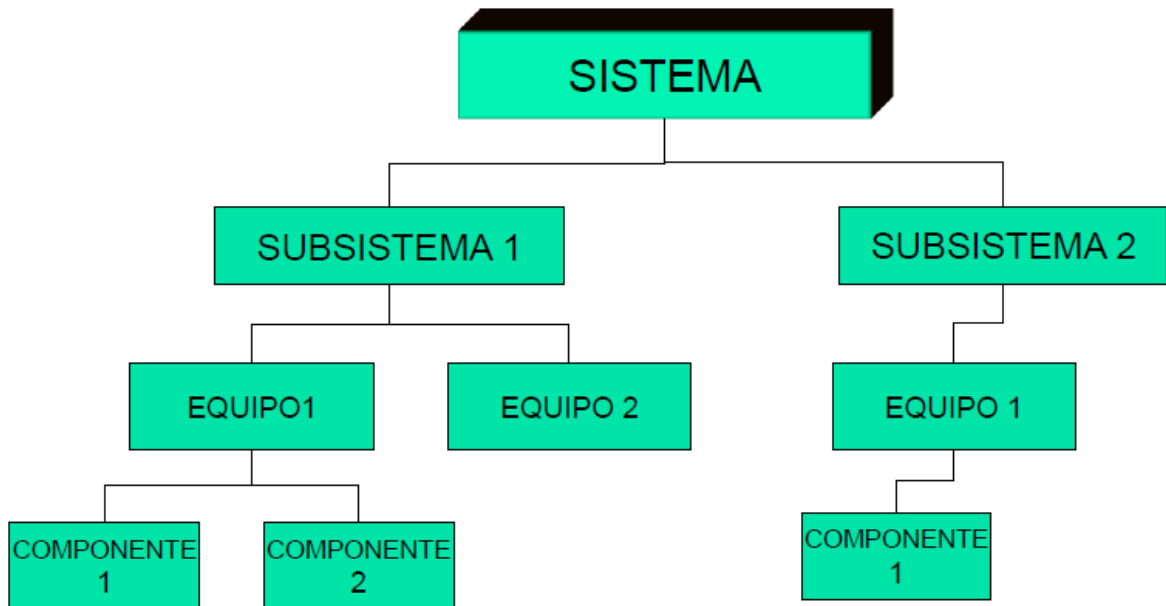 SISTEMA
SUBSISTEMA 1
SUBSISTEMA 2
EQUIPO1
EQUIPO 2
EQUIPO 1
COMPONENTE
1
COMPONENTE
2
COMPONENTE
1